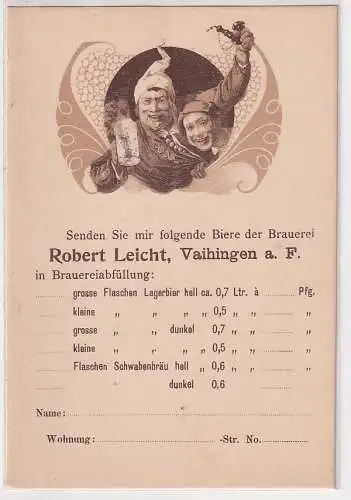 Senden Sie mir folgende Biere der Brauerei
Robert Leicht, Vaihingen a. F.
in Brauereiabfüllung:
grosse Flaschen Lagerbier hell ca. 0,7 Ltr. à Pfg.
kleine „ „ „ „ 0,5 „ „ „
grosse „ „ dunkel 0,7 „ „ „
kleine „ „ „ „ 0,5 „ „ „
Flaschen Schwabenbräu hell „ 0,6 „ „ „
„ dunkel 0,6
Name:
Wohnung: -Str. No.